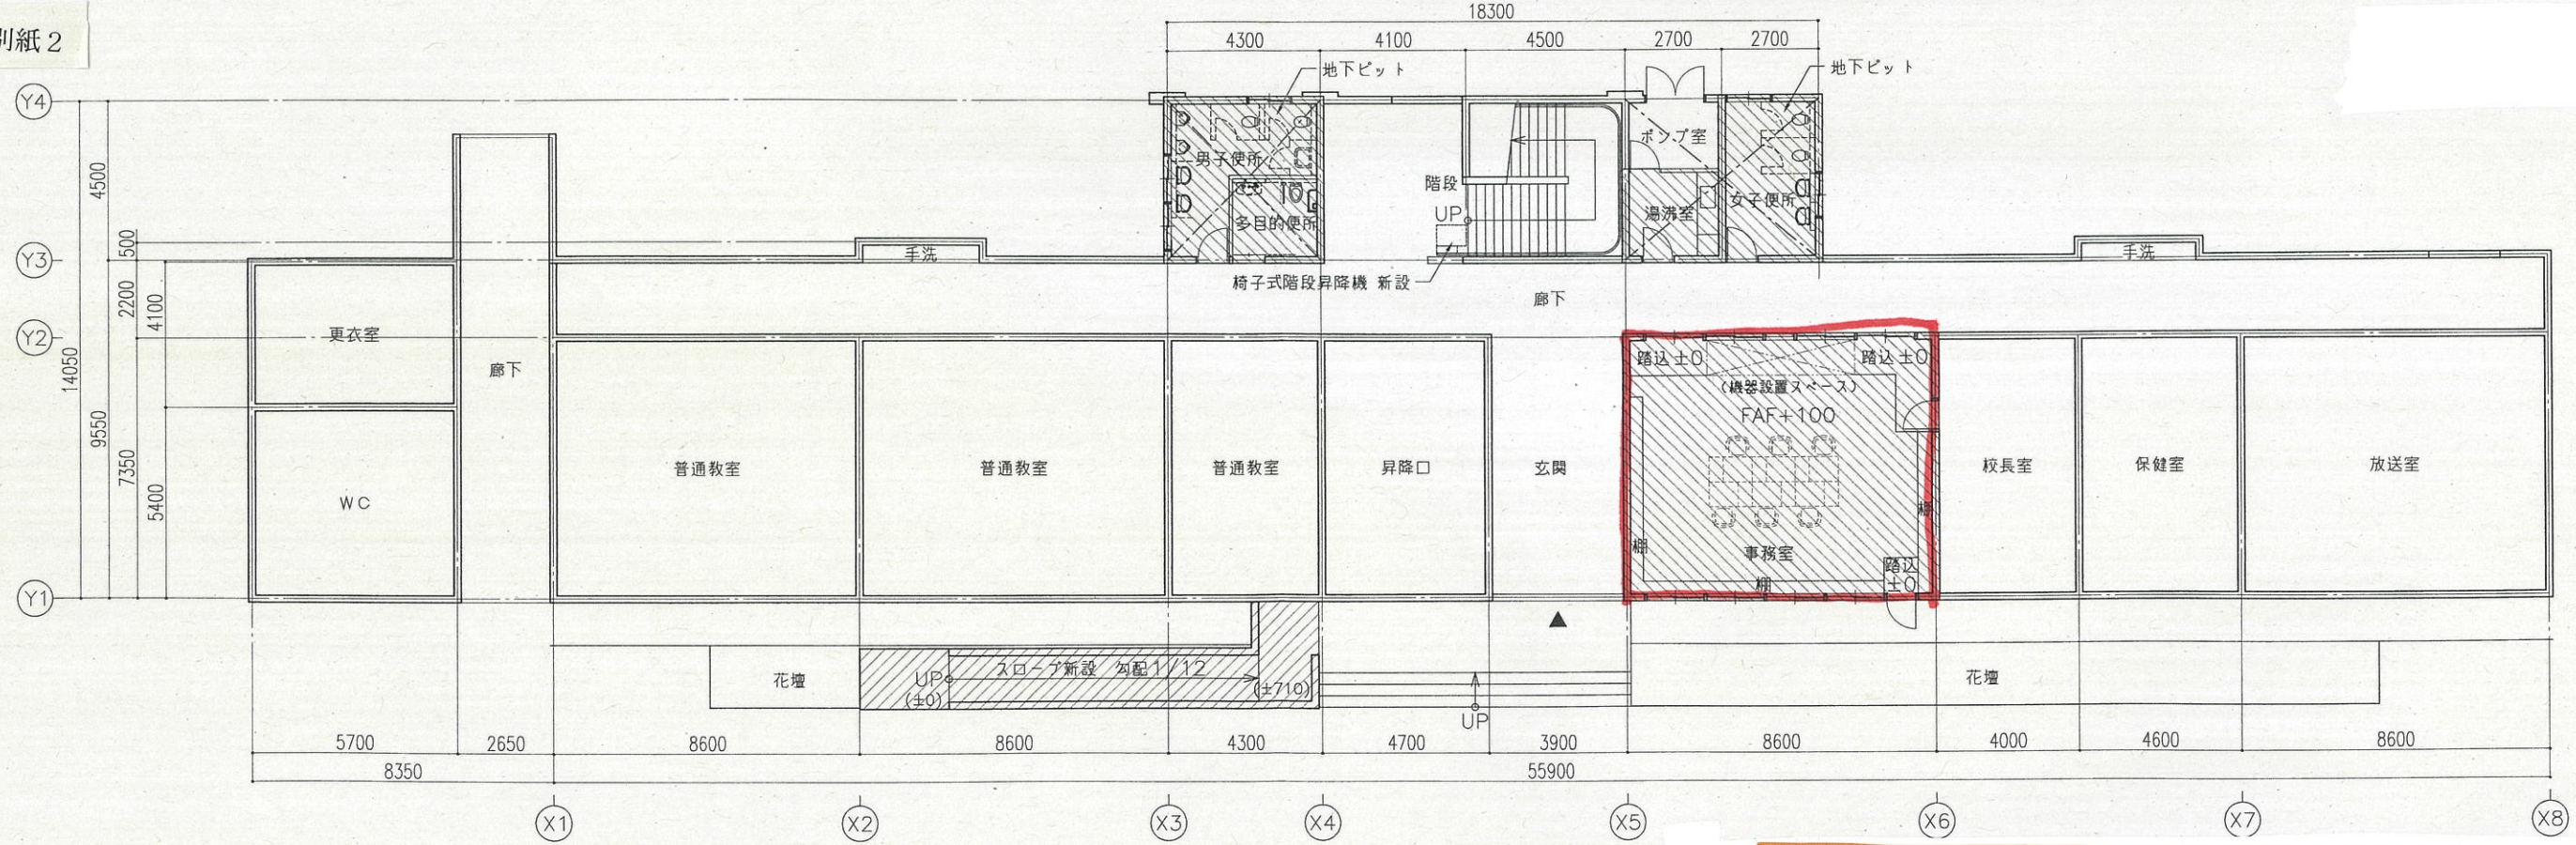 別紙2
18300
4300
4100
4500
2700
2700
地下ピット
地下ピット
Y4
4500
男子便所
ポンプ室
階段
多目的便所
UP
湯沸室
女子便所
500
Y3
手洗
手洗
椅子式階段昇降機 新設
廊下
2200
4100
更衣室
Y2
14050
廊下
踏込±0
踏込±0
(機器設置スペース)
FAF+100
9550
7350
5400
WC
普通教室
普通教室
普通教室
昇降口
玄関
校長室
保健室
放送室
棚
棚
事務室
棚
踏込
±0
Y1
▲
花壇
UP
(±0)
スロープ新設 勾配1/12
(±710)
UP
花壇
5700
2650
8600
8600
4300
4700
3900
8600
4000
4600
8600
8350
55900
X1
X2
X3
X4
X5
X6
X7
X8